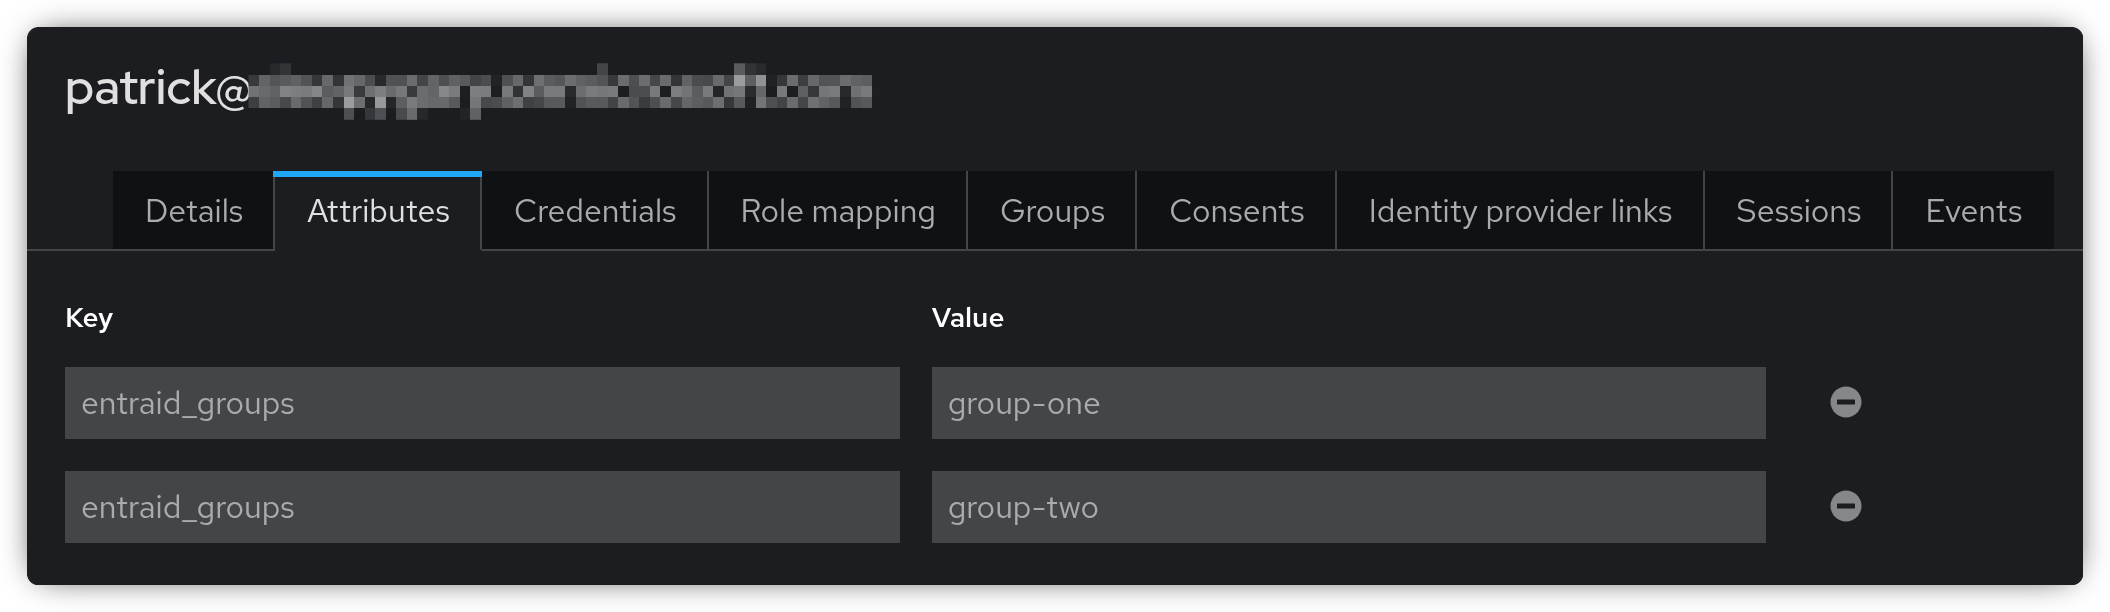 patrick@
Details Attributes Credentials Role mapping Groups Consents Identity provider links Sessions Events
Key Value
entraid_groups group-one
entraid_groups group-two